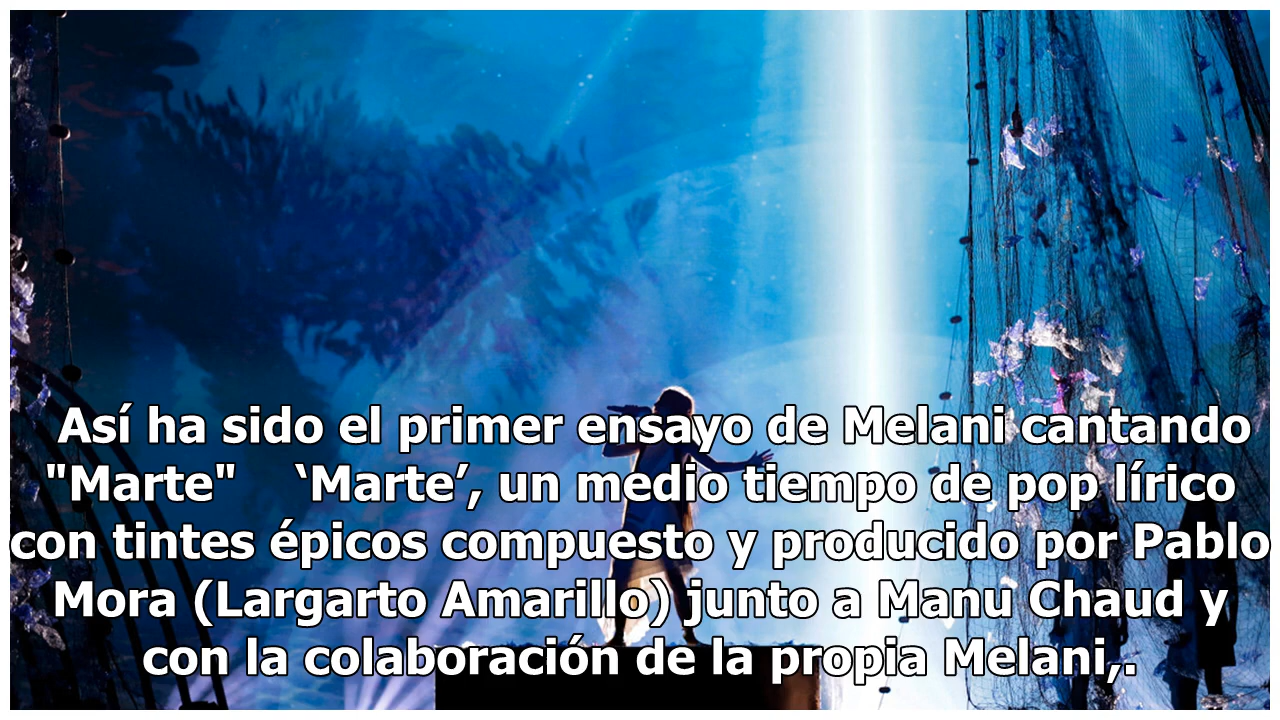 Así ha sido el primer ensayo de Melani cantando
"Marte" ‘Marte’, un medio tiempo de pop lírico
con tintes épicos compuesto y producido por Pablo
Mora (Largarto Amarillo) junto a Manu Chaud y
con la colaboración de la propia Melani,.